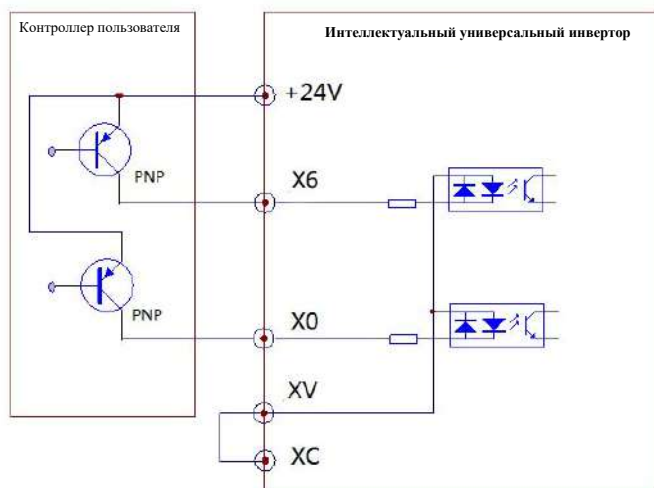 Контроллер пользователя
Интеллектуальный универсальный инвертор
+24V
PNP
X6
PNP
X0
XV
XC